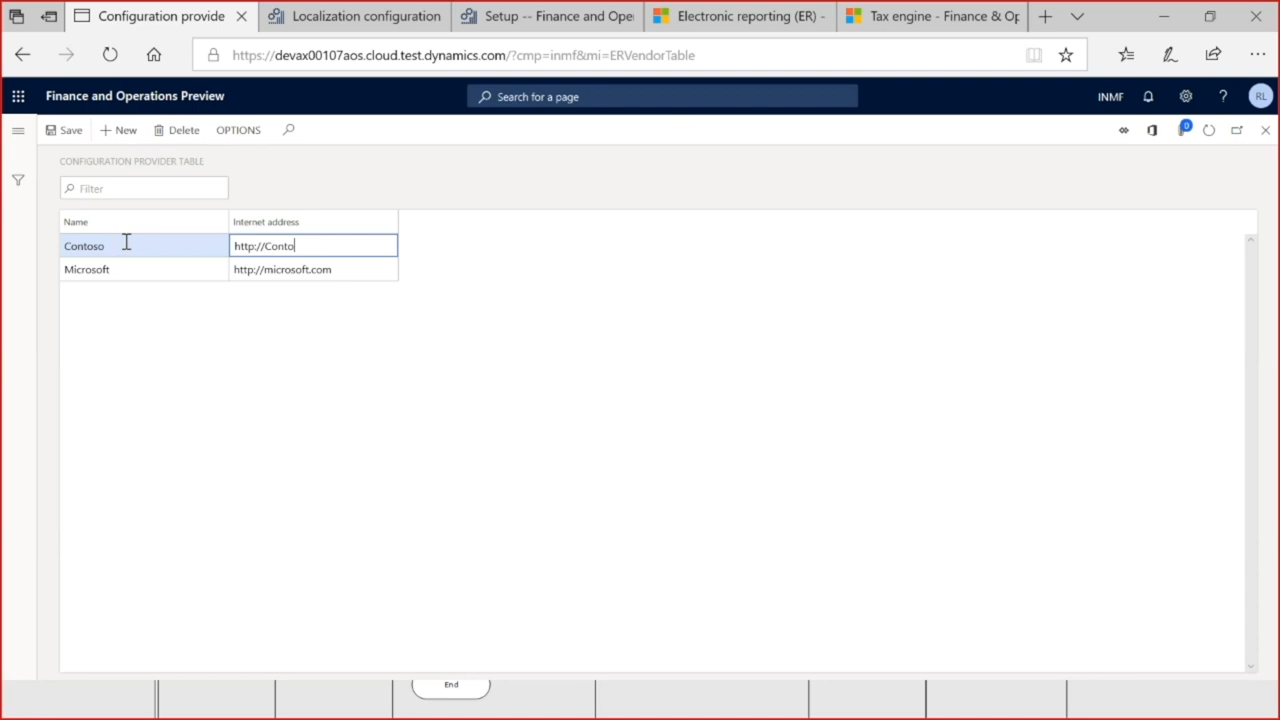 Configuration provide
Localization configuration
Setup -- Finance and Ope
Electronic reporting (ER) -
Tax engine - Finance & Op
https://devax00107aos.cloud.test.dynamics.com/?cmp=inmf&mi=ERVendorTable
Finance and Operations Preview
Search for a page
INMF
?
RL
Save
New
Delete
OPTIONS
0
CONFIGURATION PROVIDER TABLE
Filter
Name Internet address
Contoso http://Conto
Microsoft http://microsoft.com
End